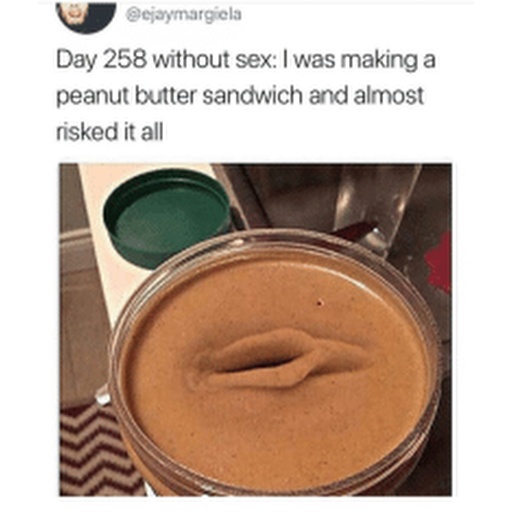 @ejaymargiela
Day 258 without sex: I was making a
peanut butter sandwich and almost
risked it all